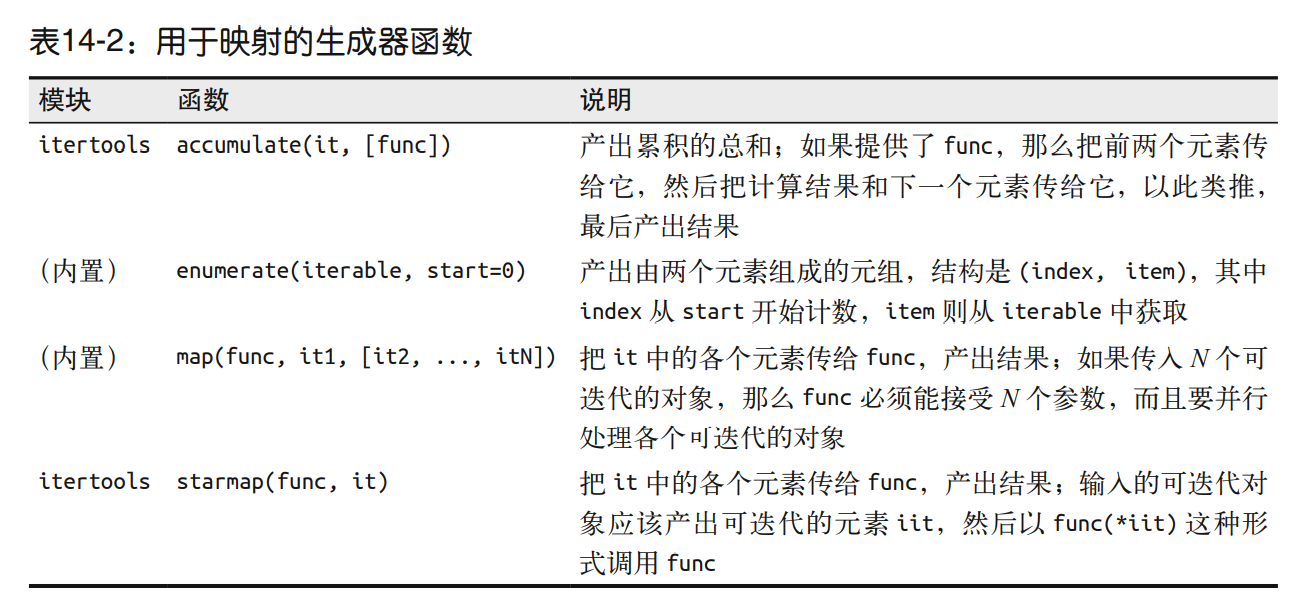 表14-2：用于映射的生成器函数
模块 函数 说明
itertools accumulate(it, [func]) 产出累积的总和；如果提供了 func，那么把前两个元素传
给它，然后把计算结果和下一个元素传给它，以此类推，
最后产出结果
（内置） enumerate(iterable, start=0) 产出由两个元素组成的元组，结构是 (index, item)，其中
index 从 start 开始计数，item 则从 iterable 中获取
（内置） map(func, it1, [it2, ..., itN]) 把 it 中的各个元素传给 func，产出结果；如果传入 N 个可
迭代的对象，那么 func 必须能接受 N 个参数，而且要并行
处理各个可迭代的对象
itertools starmap(func, it) 把 it 中的各个元素传给 func，产出结果；输入的可迭代对
象应该产出可迭代的元素 iit，然后以 func(*iit) 这种形
式调用 func